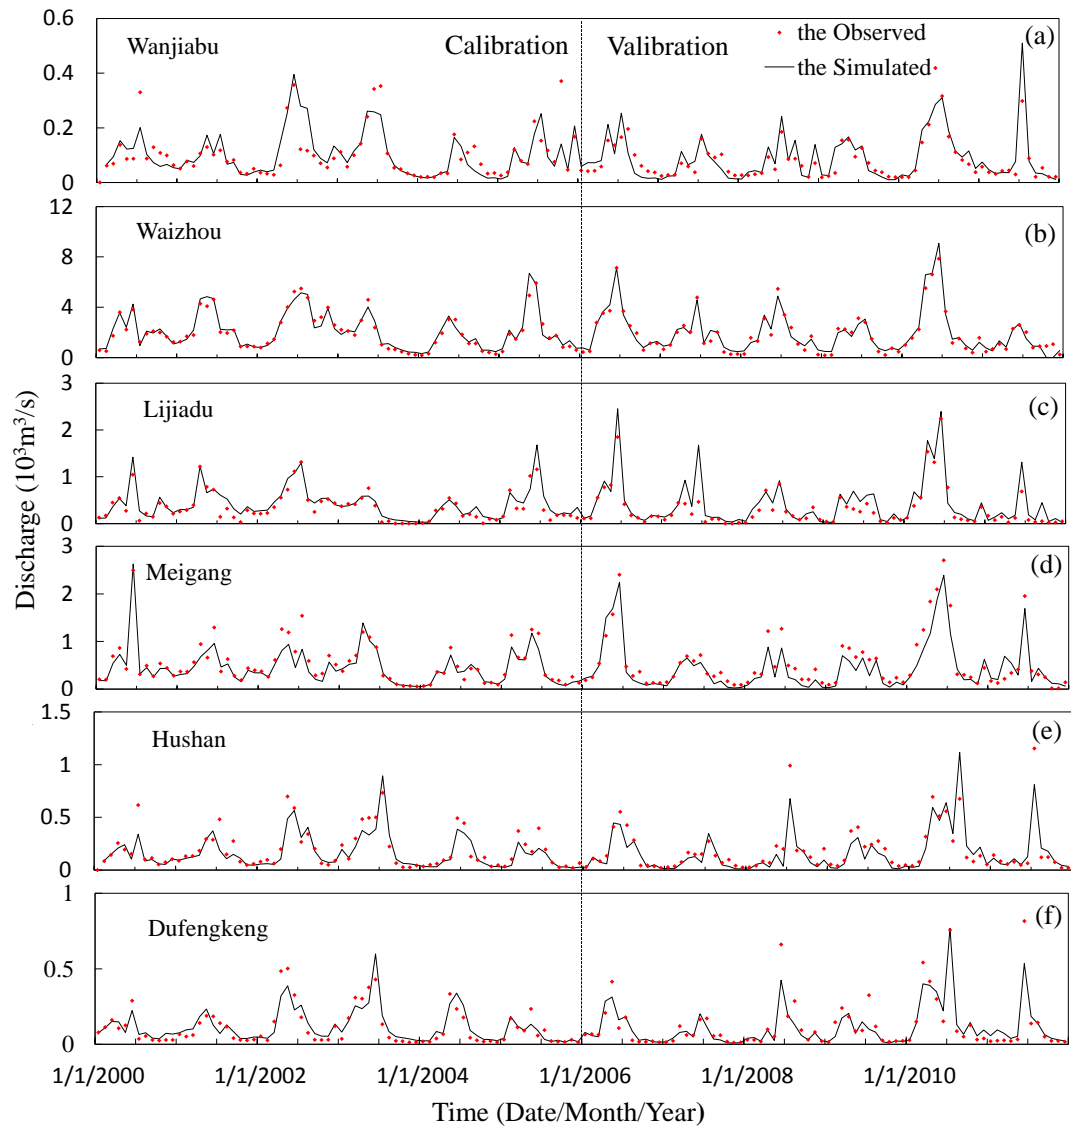 0.6
Wanjiabu
Calibration
Valibration
the Observed
(a)
the Simulated
0.4
0.2
0
12
Waizhou
(b)
8
4
0
3
Lijiadu
(c)
2
1
0
3
Meigang
(d)
2
1
0
1.5
Hushan
(e)
1
0.5
0
1
Dufengkeng
(f)
0.5
0
Discharge (10³m³/s)
1/1/2000
1/1/2002
1/1/2004
1/1/2006
1/1/2008
1/1/2010
Time (Date/Month/Year)